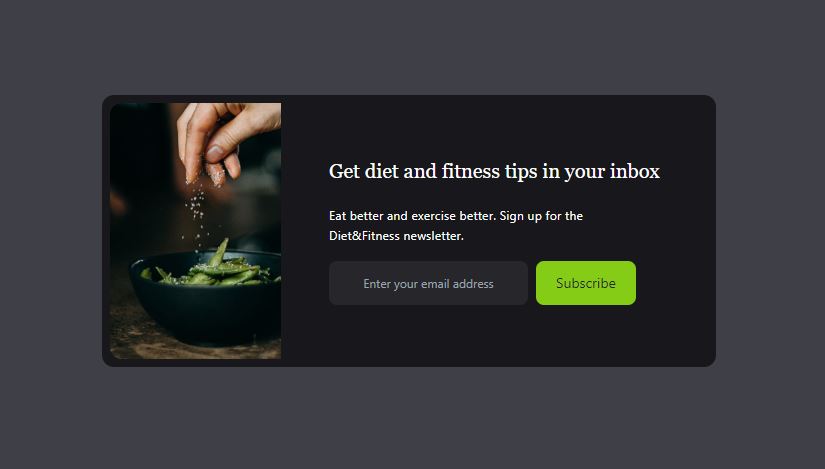 Get diet and fitness tips in your inbox
Eat better and exercise better. Sign up for the
Diet&Fitness newsletter.
Enter your email address
Subscribe